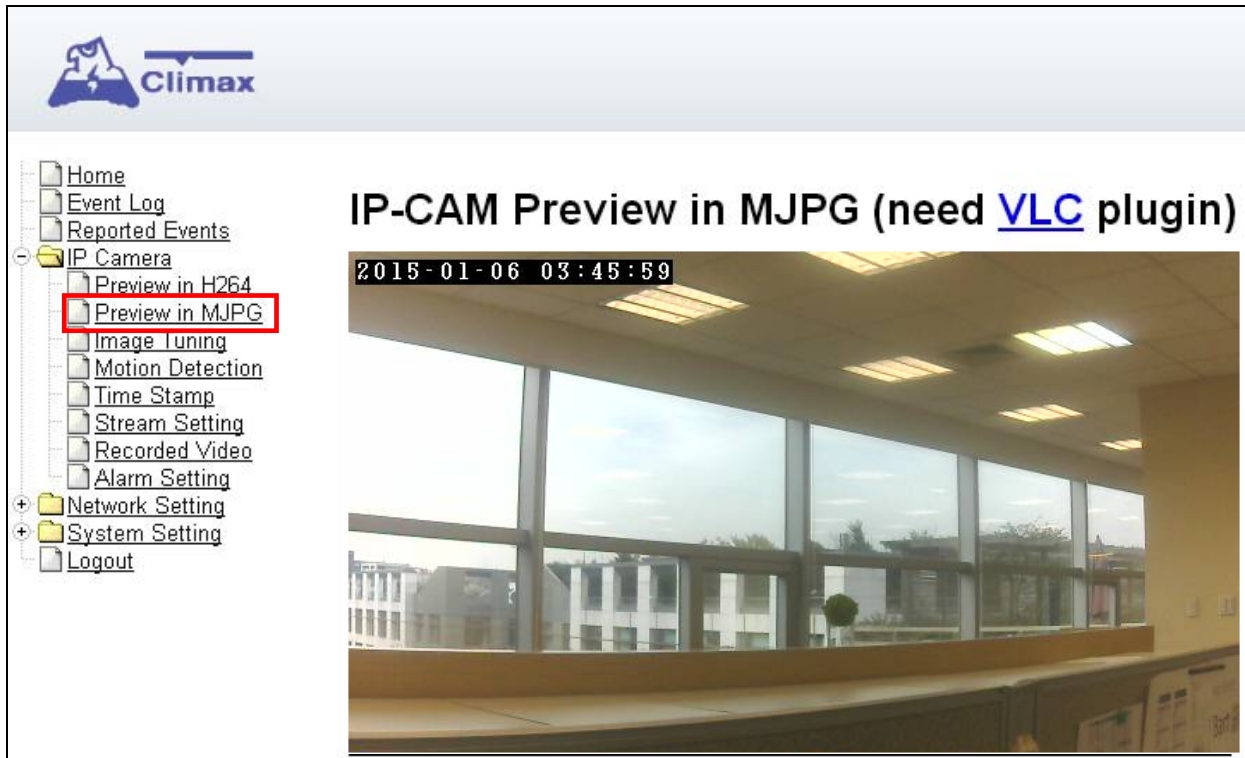 Climax
Home
Event Log
Reported Events
IP Camera
Preview in H264
Preview in MJPG
Image Tuning
Motion Detection
Time Stamp
Stream Setting
Recorded Video
Alarm Setting
Network Setting
System Setting
Logout
IP-CAM Preview in MJPG (need VLC plugin)
2015-01-06 03:45:59